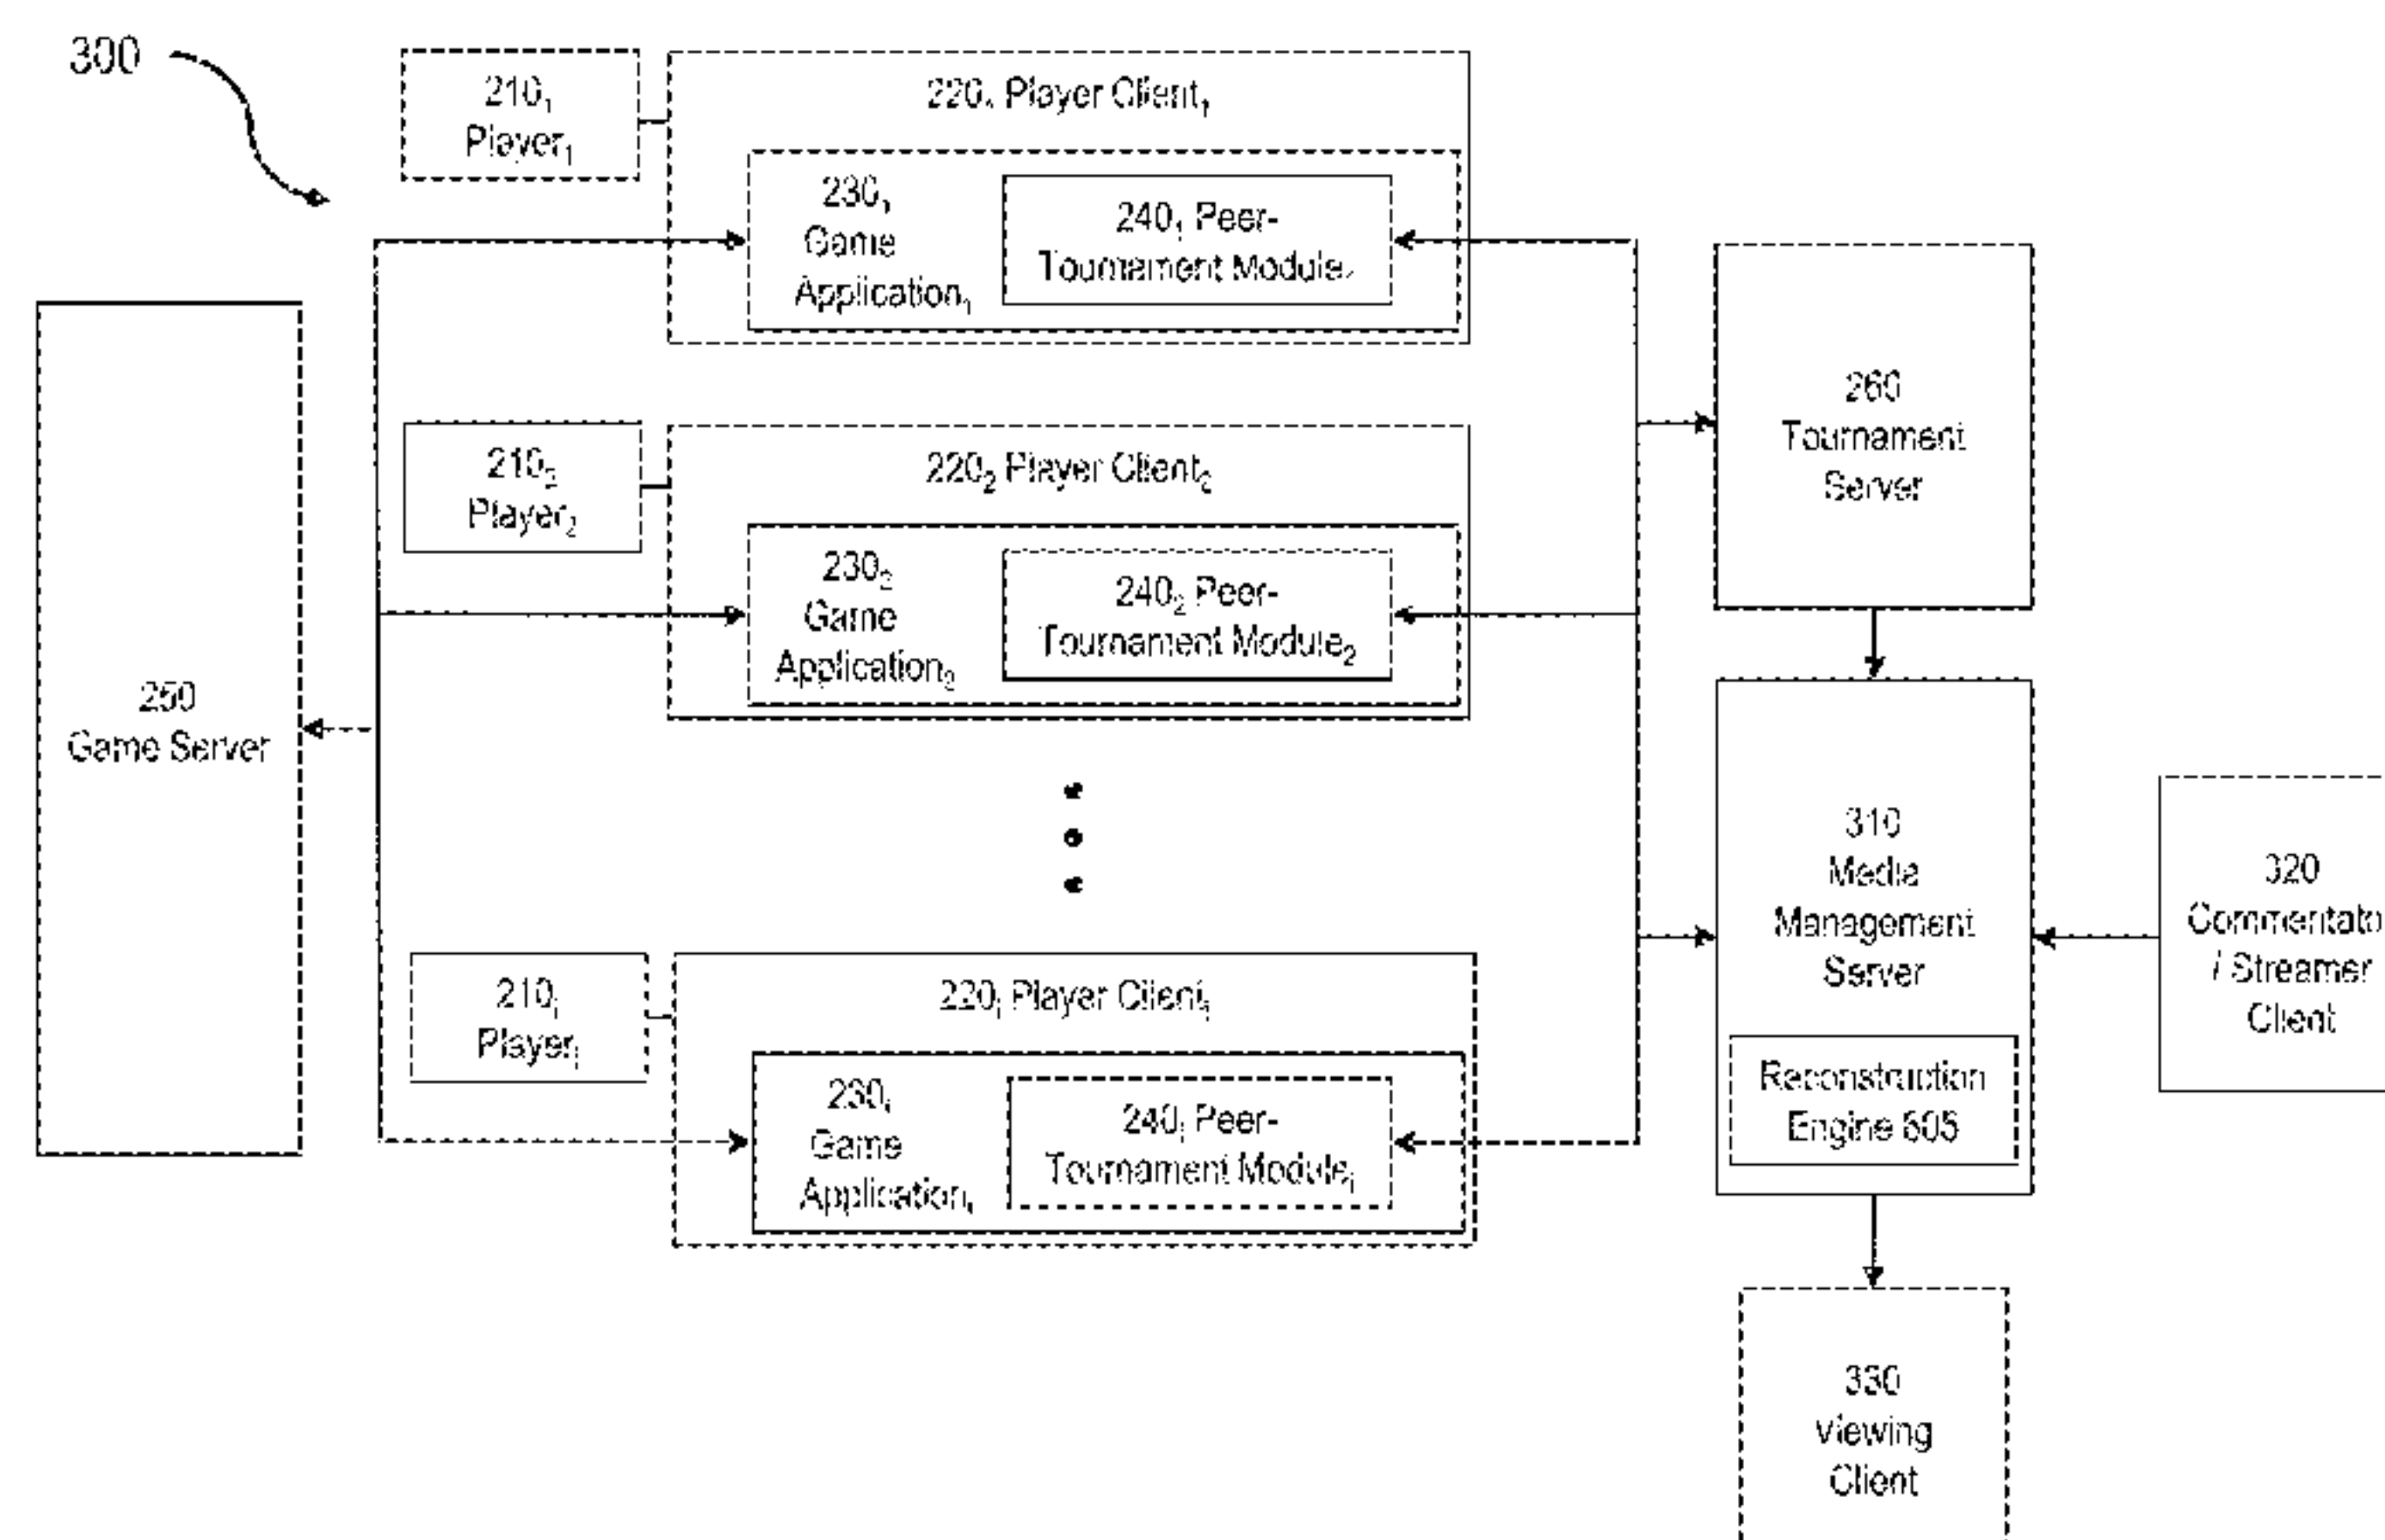 300
210₁
Player₁
220₁ Player Client₁
230₁
Game
Application₁
240₁ Peer-
Tournament Module₁
260
Tournament
Server
210₂
Player₂
220₂ Player Client₂
230₂
Game
Application₂
240₂ Peer-
Tournament Module₂
250
Game Server
310
Media
Management
Server
Reconstruction
Engine 605
320
Commentato
/ Streamer
Client
210ᵢ
Playerᵢ
220ᵢ Player Clientᵢ
230ᵢ
Game
Applicationᵢ
240ᵢ Peer-
Tournament Moduleᵢ
330
Viewing
Client